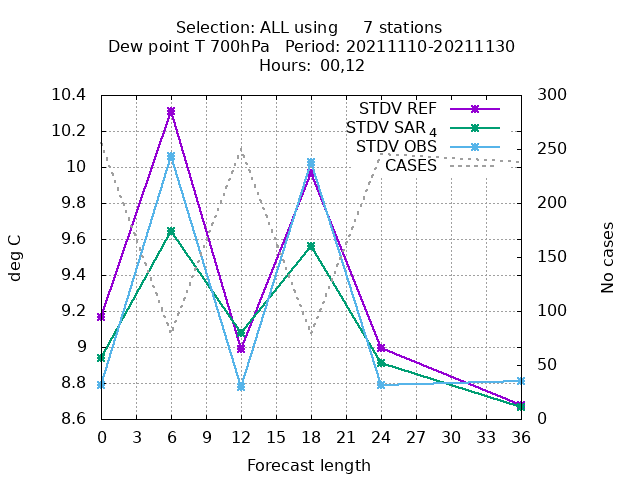 Selection: ALL using     7 stations
Dew point T 700hPa   Period: 20211110-20211130
Hours: 00,12
STDV REF
STDV SAR4
STDV OBS
CASES
10.4
10.2
10
9.8
9.6
9.4
9.2
9
8.8
8.6
300
250
200
150
100
50
0
deg C
No cases
0 3 6 9 12 15 18 21 24 27 30 33 36
Forecast length